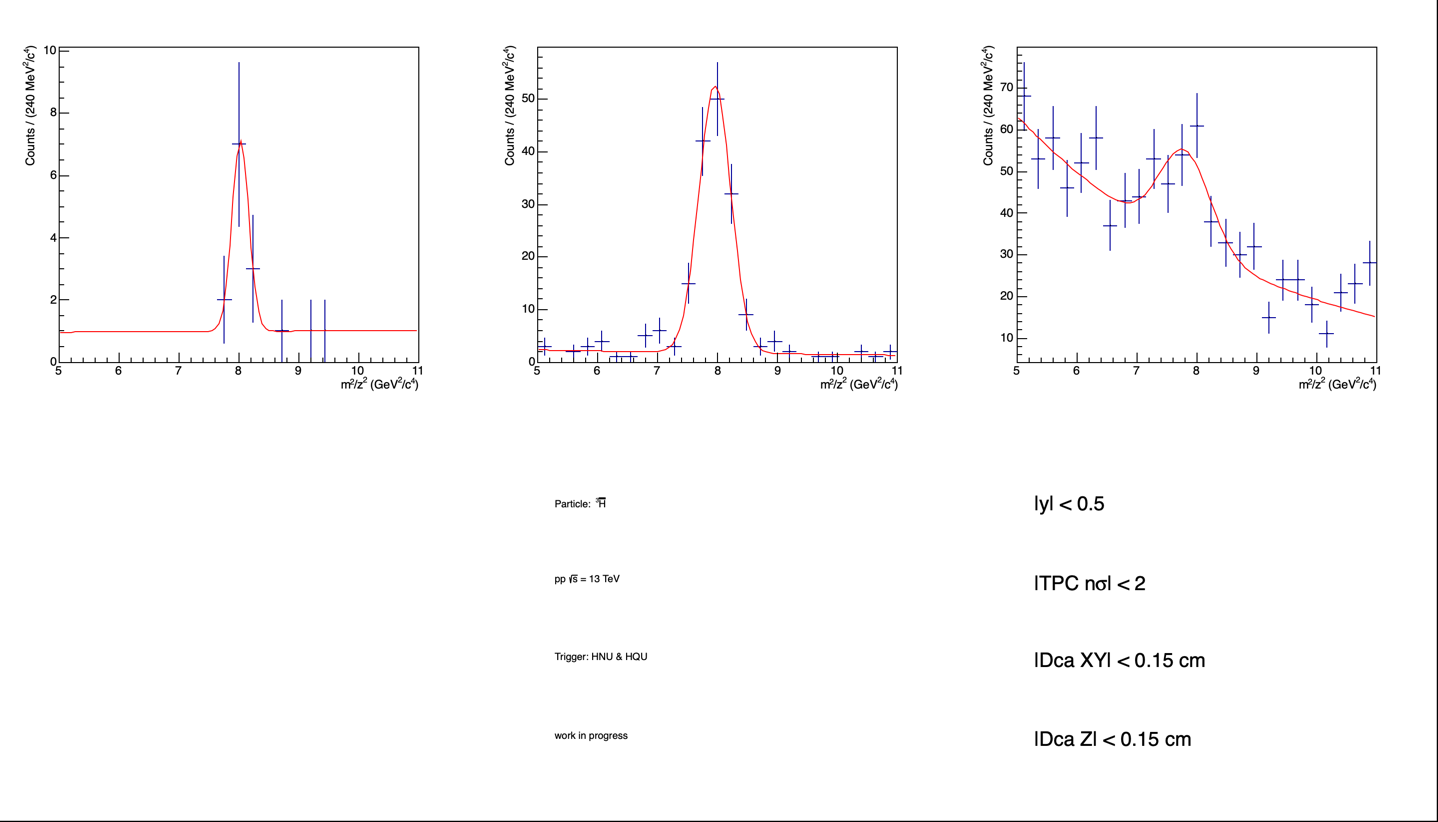 Counts / (240 MeV²/c⁴)
10
8
6
4
2
0
5 6 7 8 9 10 11
m²/z² (GeV²/c⁴)
Counts / (240 MeV²/c⁴)
50
40
30
20
10
0
5 6 7 8 9 10 11
m²/z² (GeV²/c⁴)
Counts / (240 MeV²/c⁴)
70
60
50
40
30
20
10
5 6 7 8 9 10 11
m²/z² (GeV²/c⁴)
Particle: H̅
pp √s = 13 TeV
Trigger: HNU & HQU
work in progress
|y| < 0.5
|TPC nσ| < 2
|Dca XY| < 0.15 cm
|Dca Z| < 0.15 cm